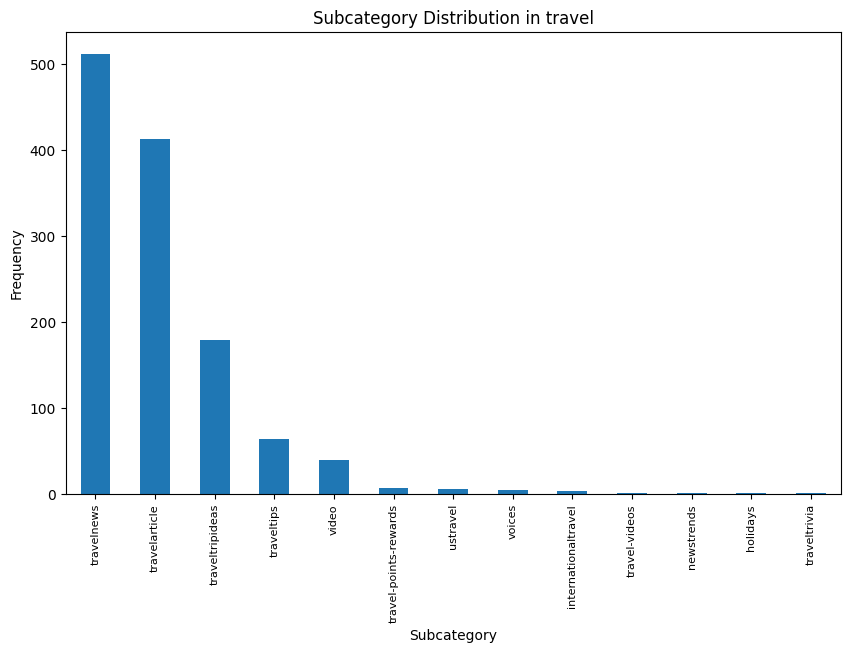 Subcategory Distribution in travel
Frequency
500
400
300
200
100
0
travelnews
travelarticle
traveltripideas
traveltips
video
travel-points-rewards
ustravel
voices
internationaltravel
travel-videos
newstrends
holidays
traveltrivia
Subcategory